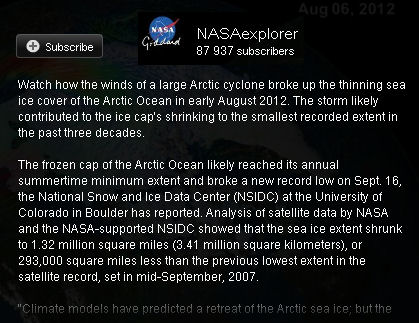 Aug 06, 2012
NASA
Goddard
Subscribe
NASAexplorer
87 937 subscribers
Watch how the winds of a large Arctic cyclone broke up the thinning sea
ice cover of the Arctic Ocean in early August 2012. The storm likely
contributed to the ice cap's shrinking to the smallest recorded extent in
the past three decades.
The frozen cap of the Arctic Ocean likely reached its annual
summertime minimum extent and broke a new record low on Sept. 16,
the National Snow and Ice Data Center (NSIDC) at the University of
Colorado in Boulder has reported. Analysis of satellite data by NASA
and the NASA-supported NSIDC showed that the sea ice extent shrunk
to 1.32 million square miles (3.41 million square kilometers), or
293,000 square miles less than the previous lowest extent in the
satellite record, set in mid-September, 2007.
"Climate models have predicted a retreat of the Arctic sea ice; but the